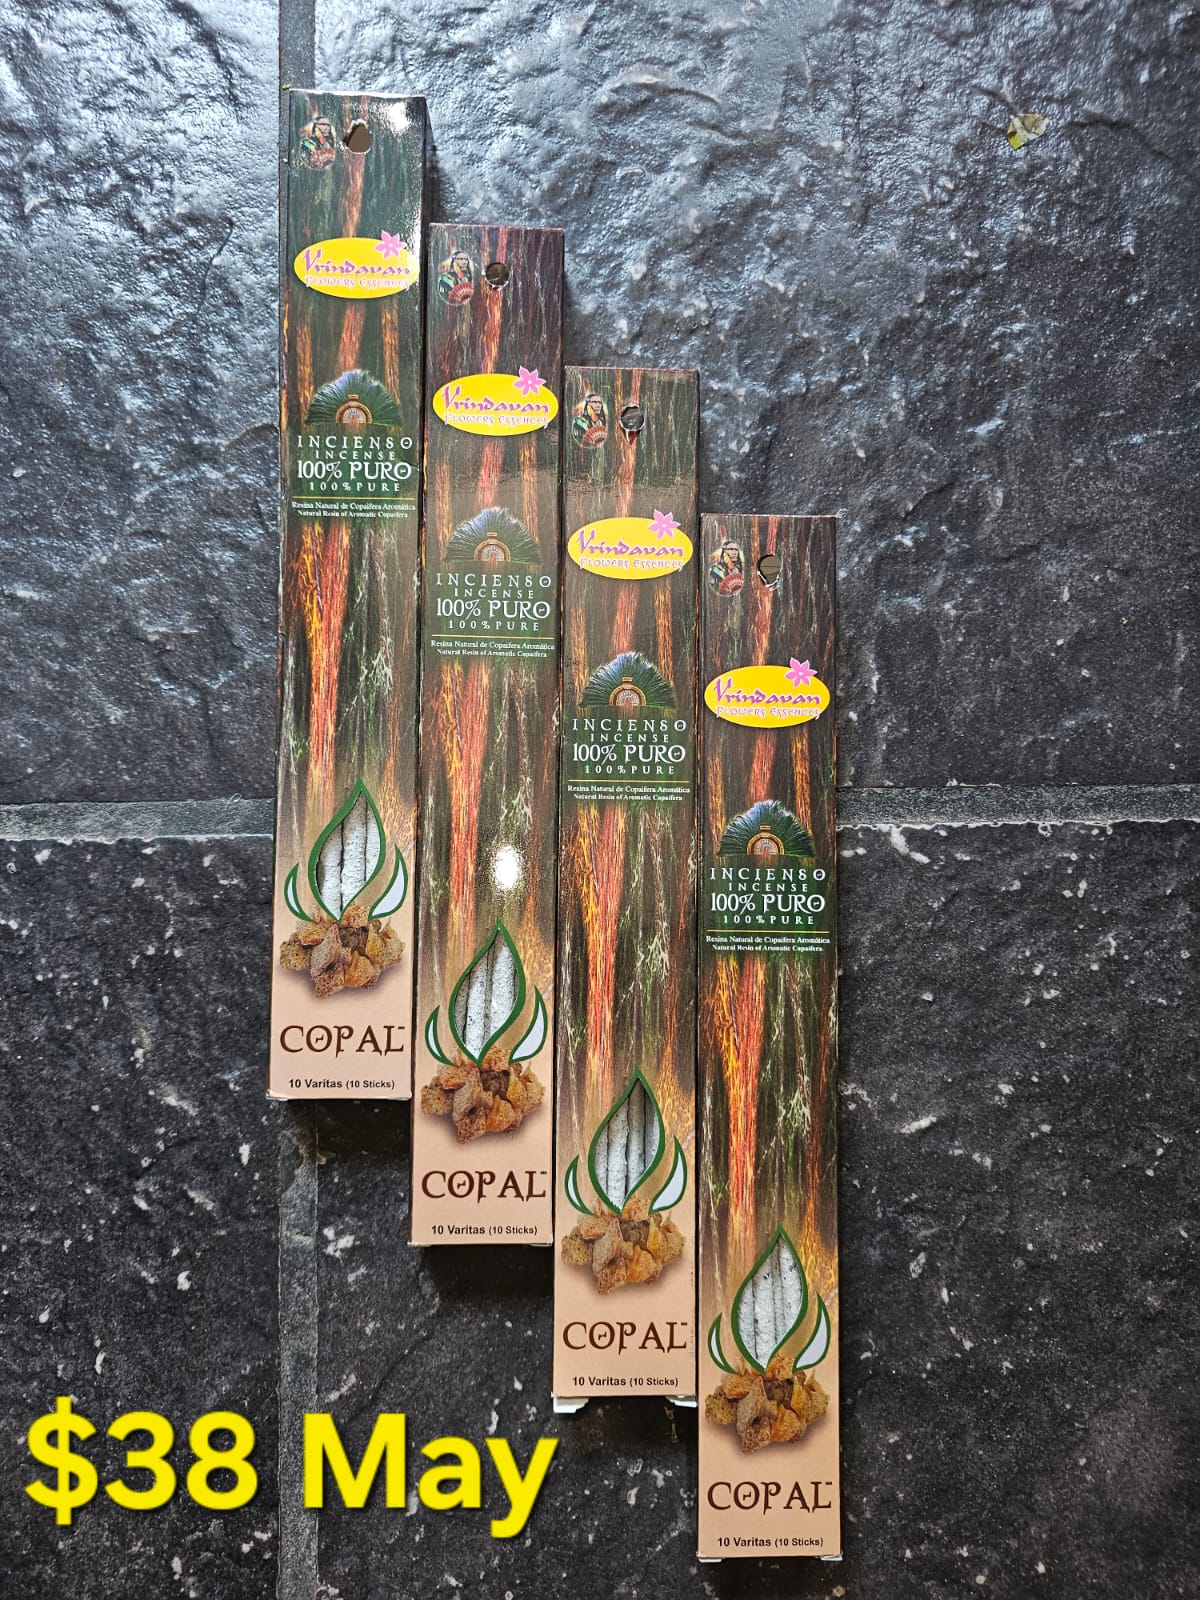 Vrindavan
FLOWERS ESSENCES
INCIENSO
INCENSE
100% PURO
100% PURE
Resina Natural de Copaifera Aromática
Natural Resin of Aromatic Copaifera
COPAL™
10 Varitas (10 Sticks)
Vrindavan
FLOWERS ESSENCES
INCIENSO
INCENSE
100% PURO
100% PURE
Resina Natural de Copaifera Aromática
Natural Resin of Aromatic Copaifera
COPAL™
10 Varitas (10 Sticks)
Vrindavan
FLOWERS ESSENCES
INCIENSO
INCENSE
100% PURO
100% PURE
Resina Natural de Copaifera Aromática
Natural Resin of Aromatic Copaifera
COPAL™
10 Varitas (10 Sticks)
Vrindavan
FLOWERS ESSENCES
INCIENSO
INCENSE
100% PURO
100% PURE
Resina Natural de Copaifera Aromática
Natural Resin of Aromatic Copaifera
COPAL™
10 Varitas (10 Sticks)
$38 May